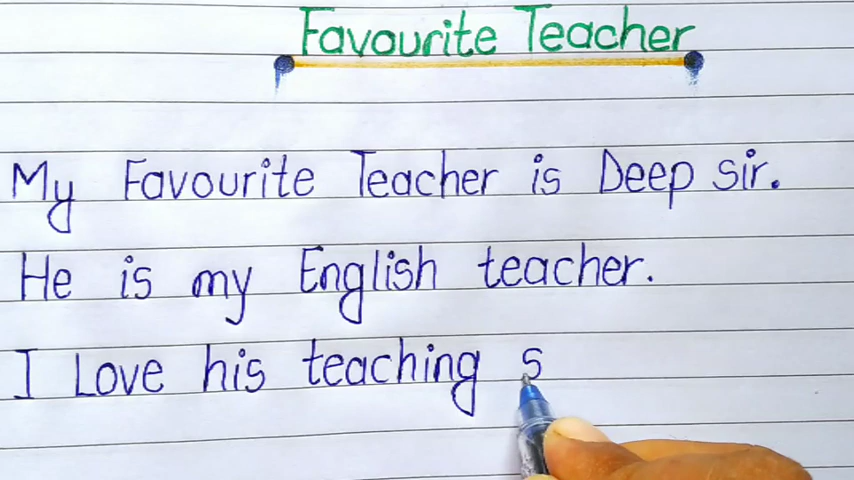 Favourite Teacher
My Favourite Teacher is Deep sir.
He is my English teacher.
I Love his teaching s